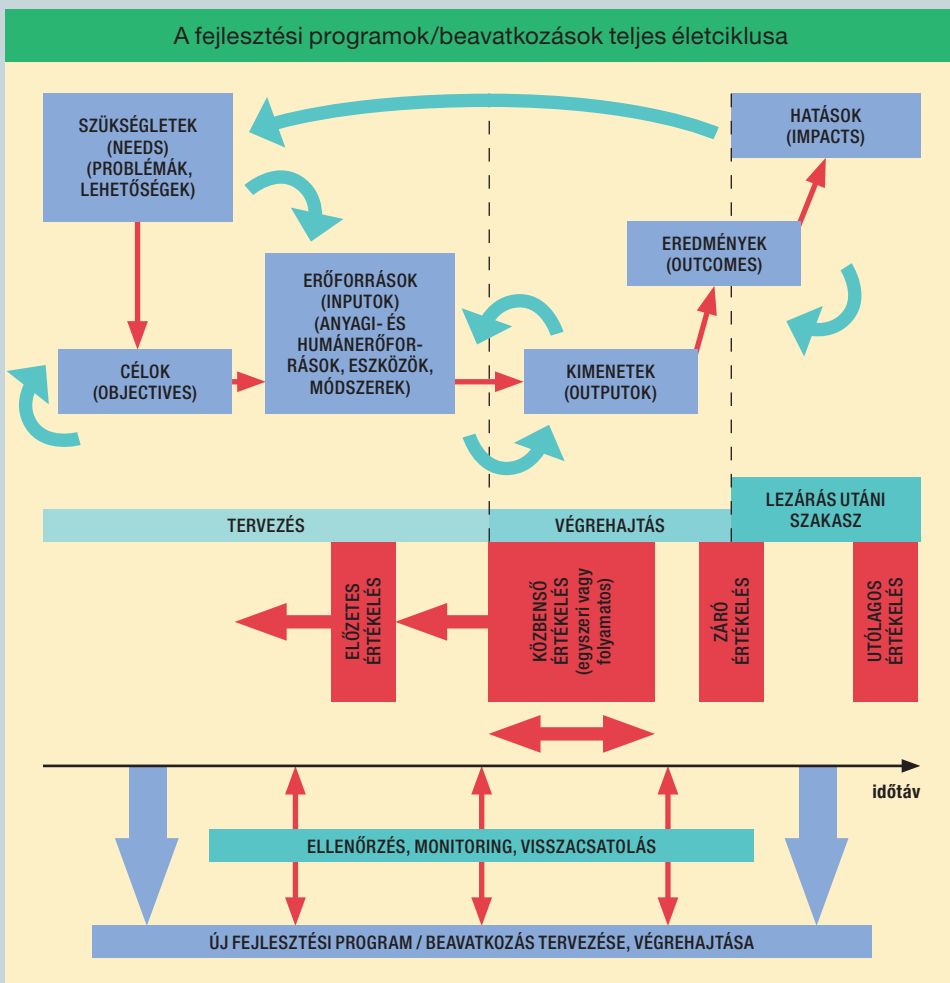 A fejlesztési programok/beavatkozások teljes életciklusa
SZÜKSÉGLETEK
(NEEDS)
(PROBLÉMÁK,
LEHETŐSÉGEK)
HATÁSOK
(IMPACTS)
EREDMÉNYEK
(OUTCOMES)
ERŐFORRÁSOK
(INPUTOK)
(ANYAGI- ÉS
HUMÁNERŐFOR-
RÁSOK, ESZKÖZÖK,
MÓDSZEREK)
CÉLOK
(OBJECTIVES)
KIMENETEK
(OUTPUTOK)
TERVEZÉS
VÉGREHAJTÁS
LEZÁRÁS UTÁNI
SZAKASZ
ELŐZETES
ÉRTÉKELÉS
KÖZBENSŐ
ÉRTÉKELÉS
(egyszeri vagy
folyamatos)
ZÁRÓ
ÉRTÉKELÉS
UTÓLAGOS
ÉRTÉKELÉS
időtáv
ELLENŐRZÉS, MONITORING, VISSZACSATOLÁS
ÚJ FEJLESZTÉSI PROGRAM / BEAVATKOZÁS TERVEZÉSE, VÉGREHAJTÁSA